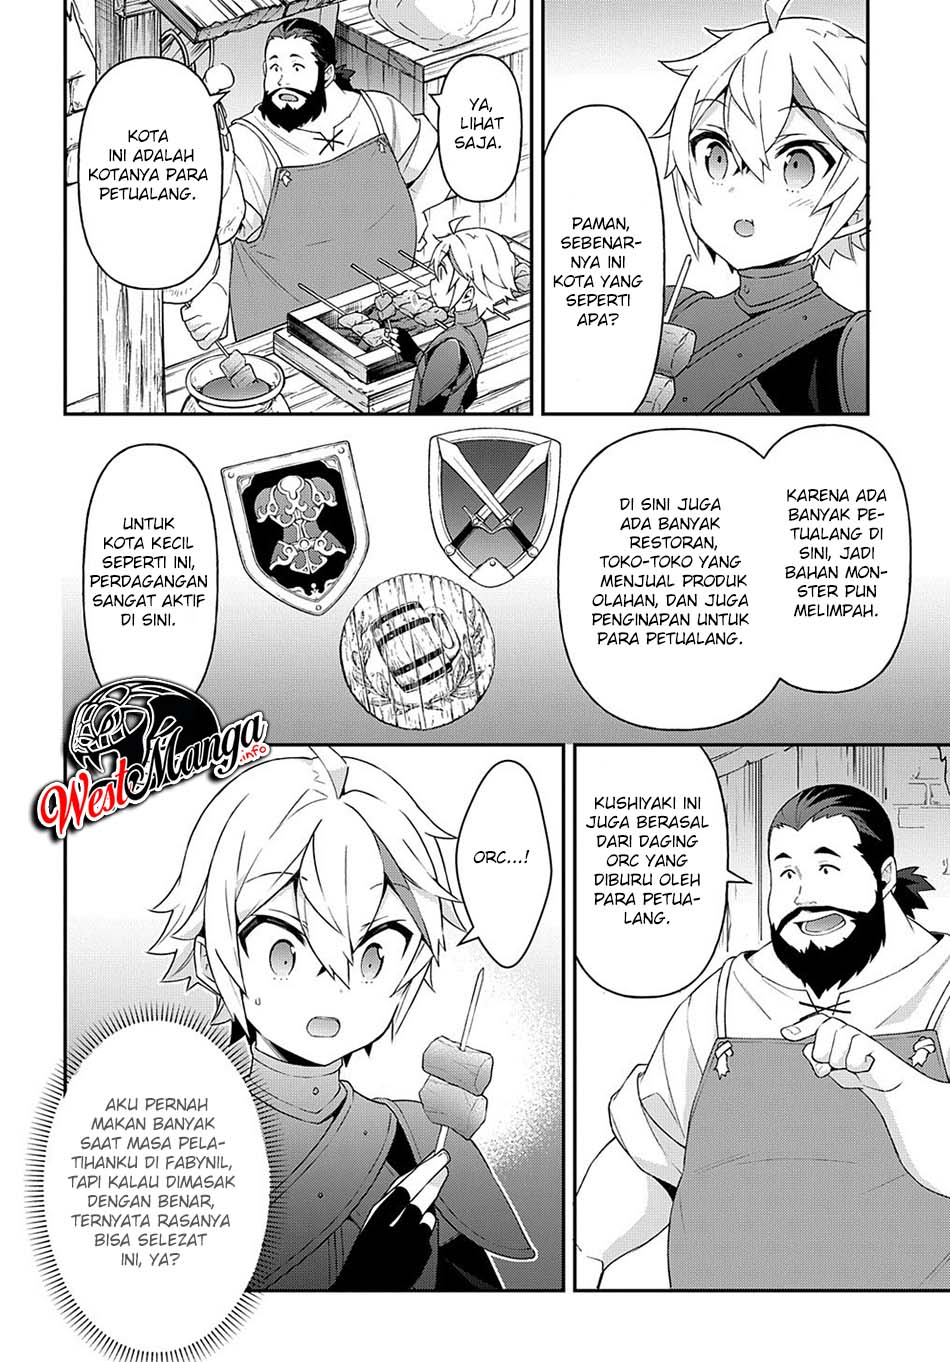 PAMAN,
SEBENAR-
NYA INI
KOTA YANG
SEPERTI
APA?
YA,
LIHAT
SAJA.
KOTA
INI ADALAH
KOTANYA PARA
PETUALANG.
KARENA ADA
BANYAK PE-
TUALANG DI
SINI, JADI
BAHAN MON-
STER PUN
MELIMPAH.
DI SINI JUGA
ADA BANYAK
RESTORAN,
TOKO-TOKO YANG
MENJUAL PRODUK
OLAHAN, DAN JUGA
PENGINAPAN UNTUK
PARA PETUALANG.
UNTUK
KOTA KECIL
SEPERTI INI,
PERDAGANGAN
SANGAT AKTIF
DI SINI.
WestManga
.info
KUSHIYAKI INI
JUGA BERASAL
DARI DAGING
ORC YANG
DIBURU OLEH
PARA PETUA-
LANG.
ORC...!
AKU PERNAH
MAKAN BANYAK
SAAT MASA PELA-
TIHANKU DI FABYNIL,
TAPI KALAU DIMASAK
DENGAN BENAR,
TERNYATA RASANYA
BISA SELEZAT
INI, YA?